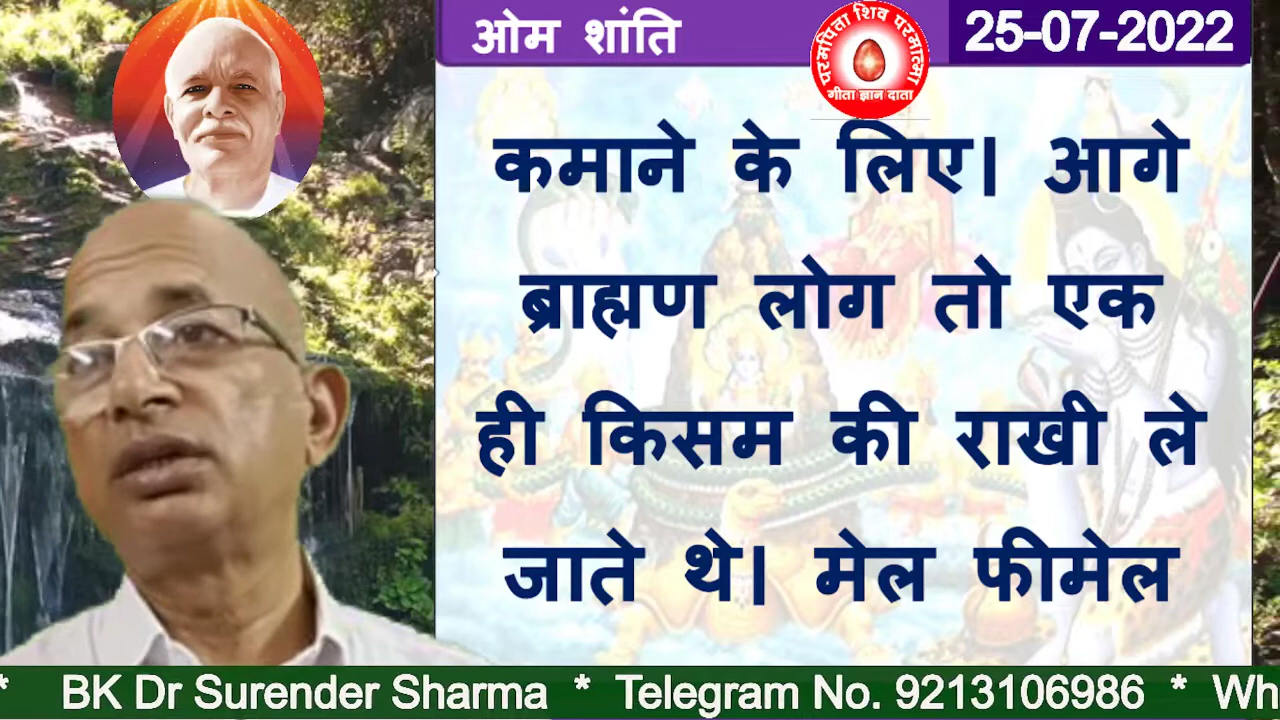 ओम शांति
परमपिता शिव परमात्मा
गीता ज्ञान दाता
25-07-2022
कमाने के लिए। आगे
ब्राह्मण लोग तो एक
ही किसम की राखी ले
जाते थे। मेल फीमेल
* BK Dr Surender Sharma * Telegram No. 9213106986 * Wh